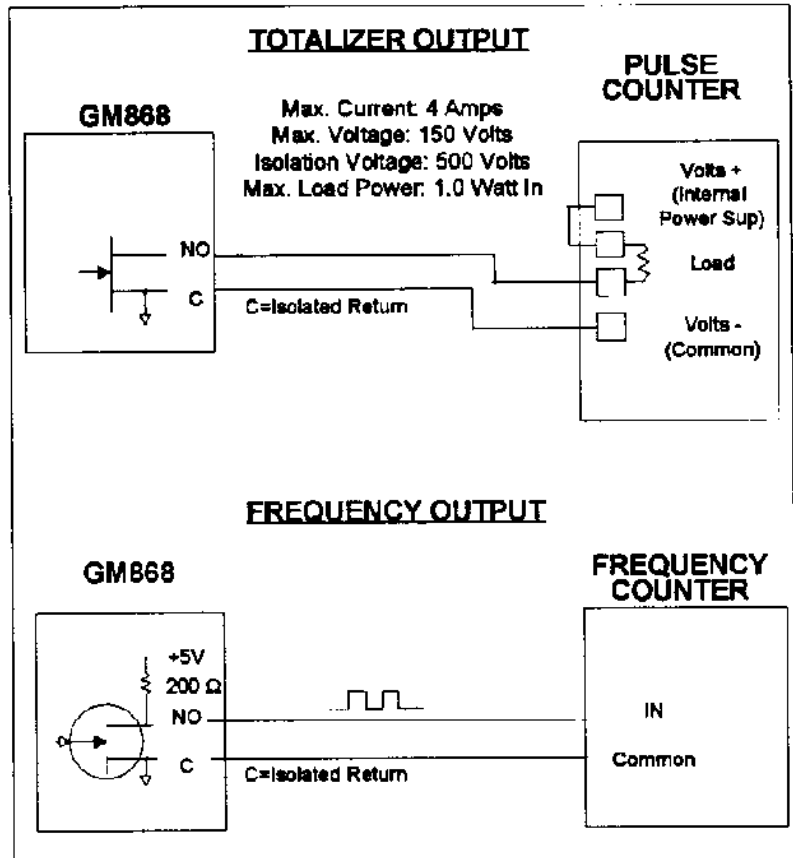 TOTALIZER OUTPUT
PULSE
COUNTER
GM868
Max. Current: 4 Amps
Max. Voltage: 150 Volts
Isolation Voltage: 500 Volts
Max. Load Power: 1.0 Watt In
Volts +
(Internal
Power Sup)
NO
Load
C
C=Isolated Return
Volts -
(Common)
FREQUENCY OUTPUT
GM868
FREQUENCY
COUNTER
+5V
200 Ω
NO
IN
C
Common
C=Isolated Return